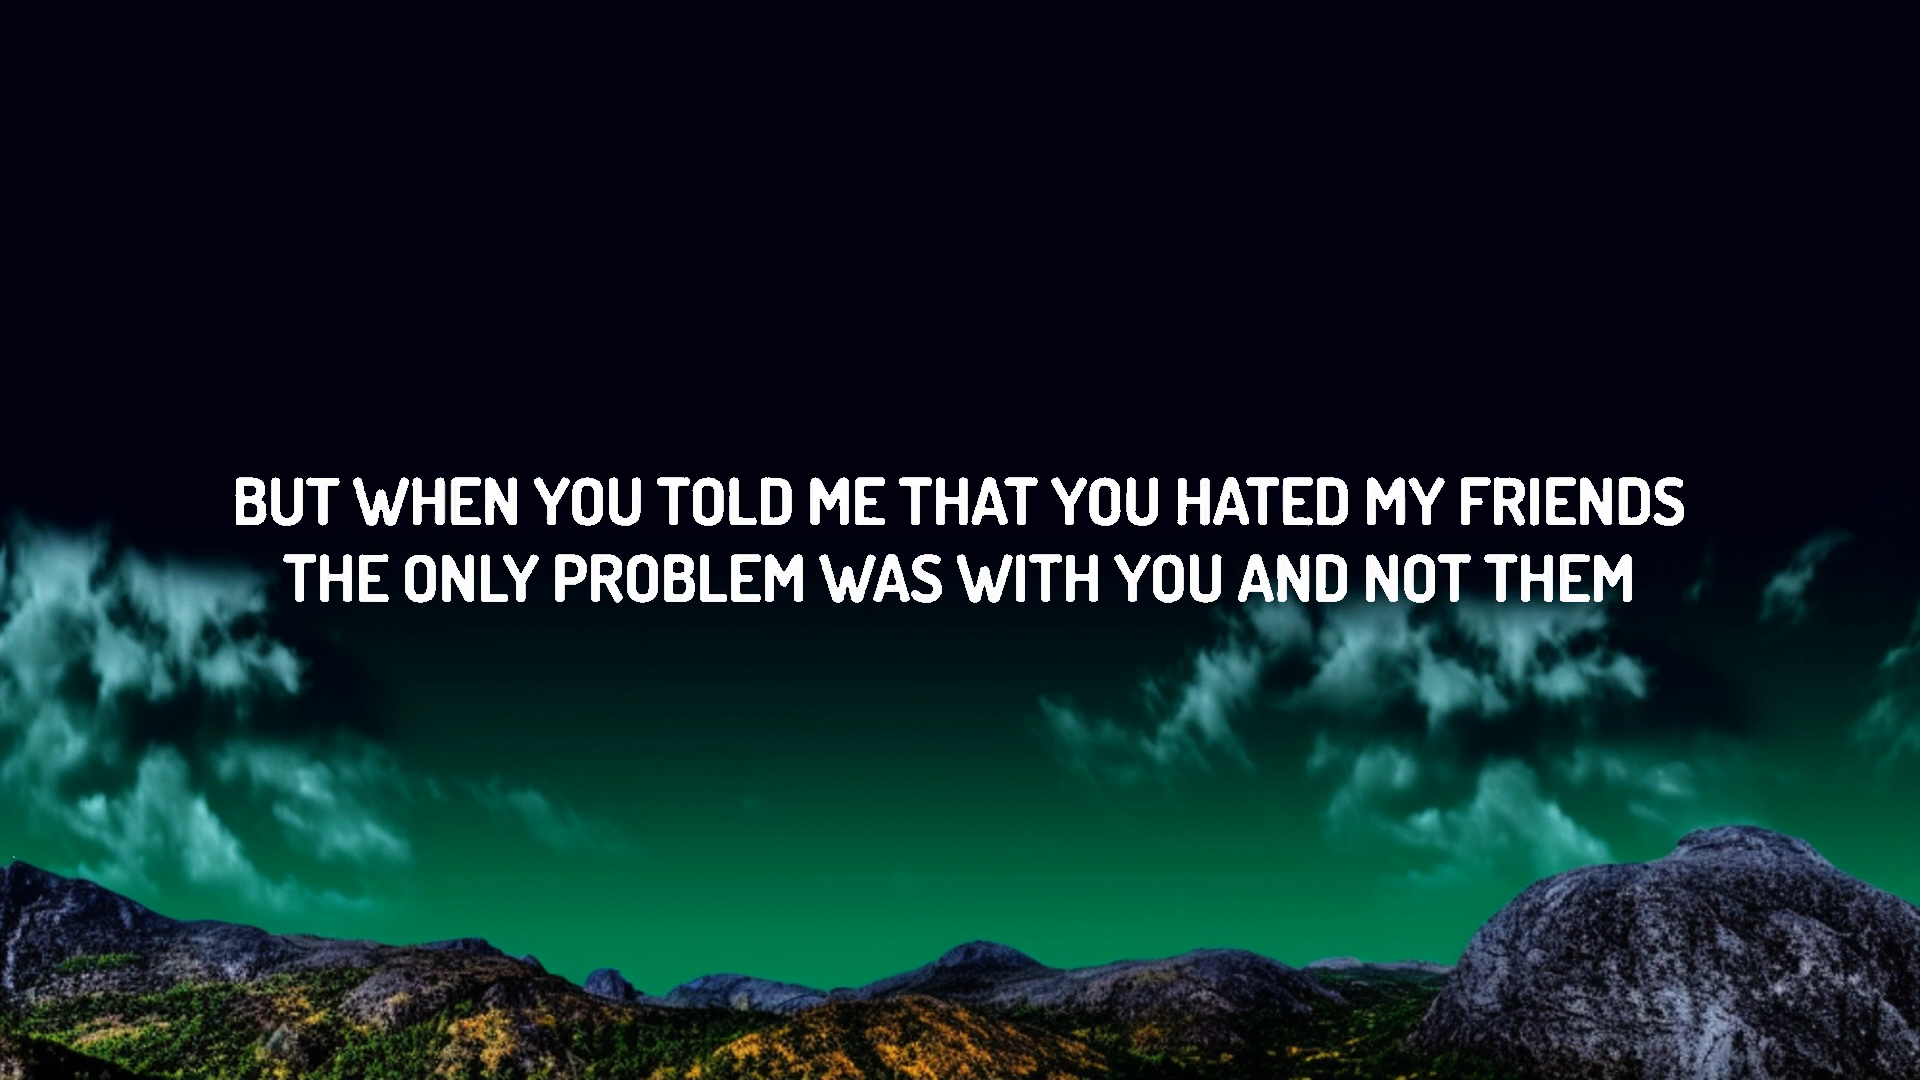 BUT WHEN YOU TOLD ME THAT YOU HATED MY FRIENDS
THE ONLY PROBLEM WAS WITH YOU AND NOT THEM